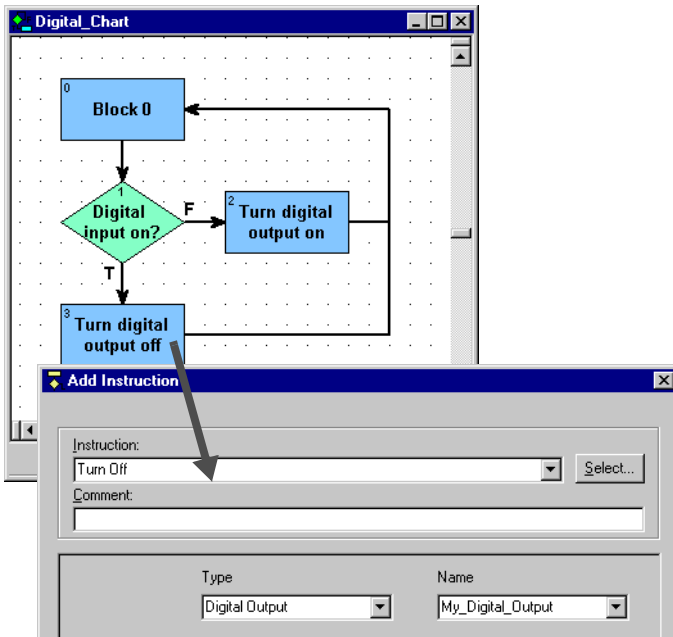 Digital_Chart
0
Block 0
1
Digital
input on?
F
T
2
Turn digital
output on
3
Turn digital
output off
Add Instruction
Instruction:
Turn Off
Select...
Comment:
Type
Name
Digital Output
My_Digital_Output